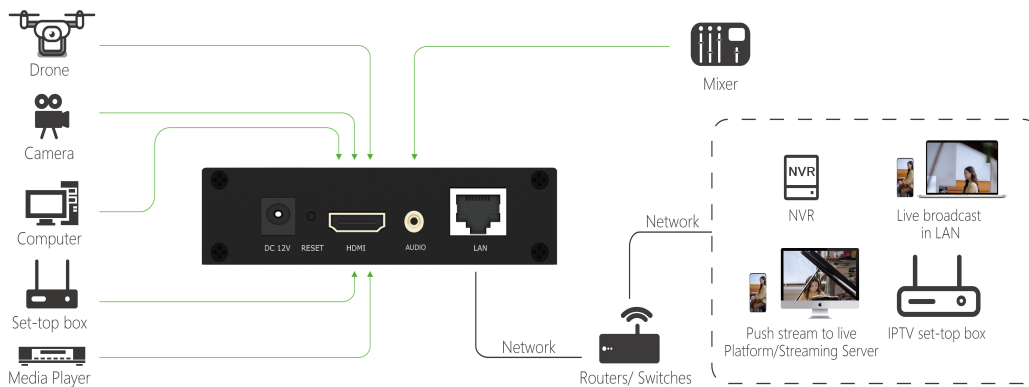 Drone
Camera
Computer
Set-top box
Media Player
DC 12V
RESET
HDMI
AUDIO
LAN
Mixer
Network
Network
Routers/ Switches
NVR
NVR
Live broadcast
in LAN
Push stream to live
Platform/Streaming Server
IPTV set-top box